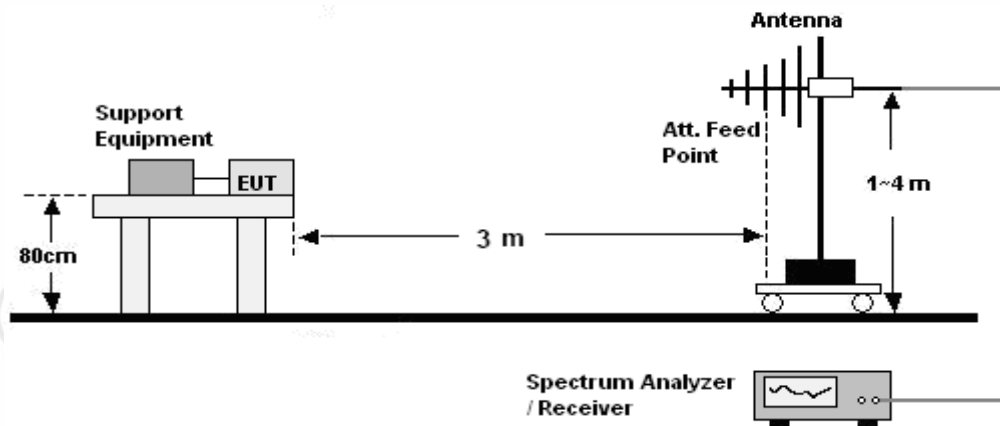 Antenna
Support
Equipment
Att. Feed
Point
EUT
1~4 m
80cm
3 m
Spectrum Analyzer
/ Receiver